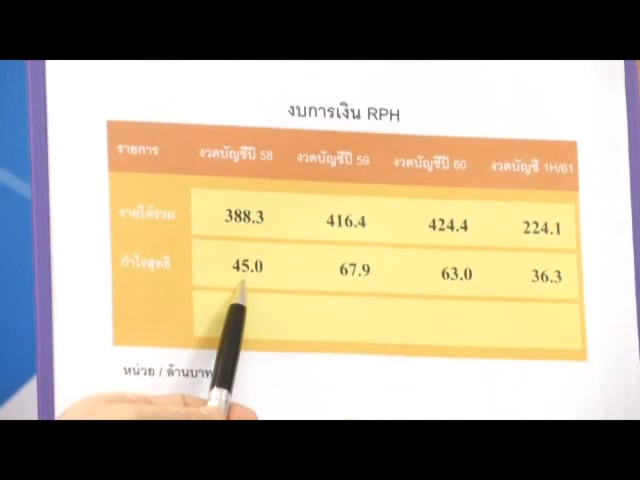 งบการเงิน RPH
รายการ งวดบัญชีปี 58 งวดบัญชีปี 59 งวดบัญชีปี 60 งวดบัญชี 1H/61
รายได้รวม 388.3 416.4 424.4 224.1
กำไรสุทธิ 45.0 67.9 63.0 36.3
หน่วย / ล้านบาท